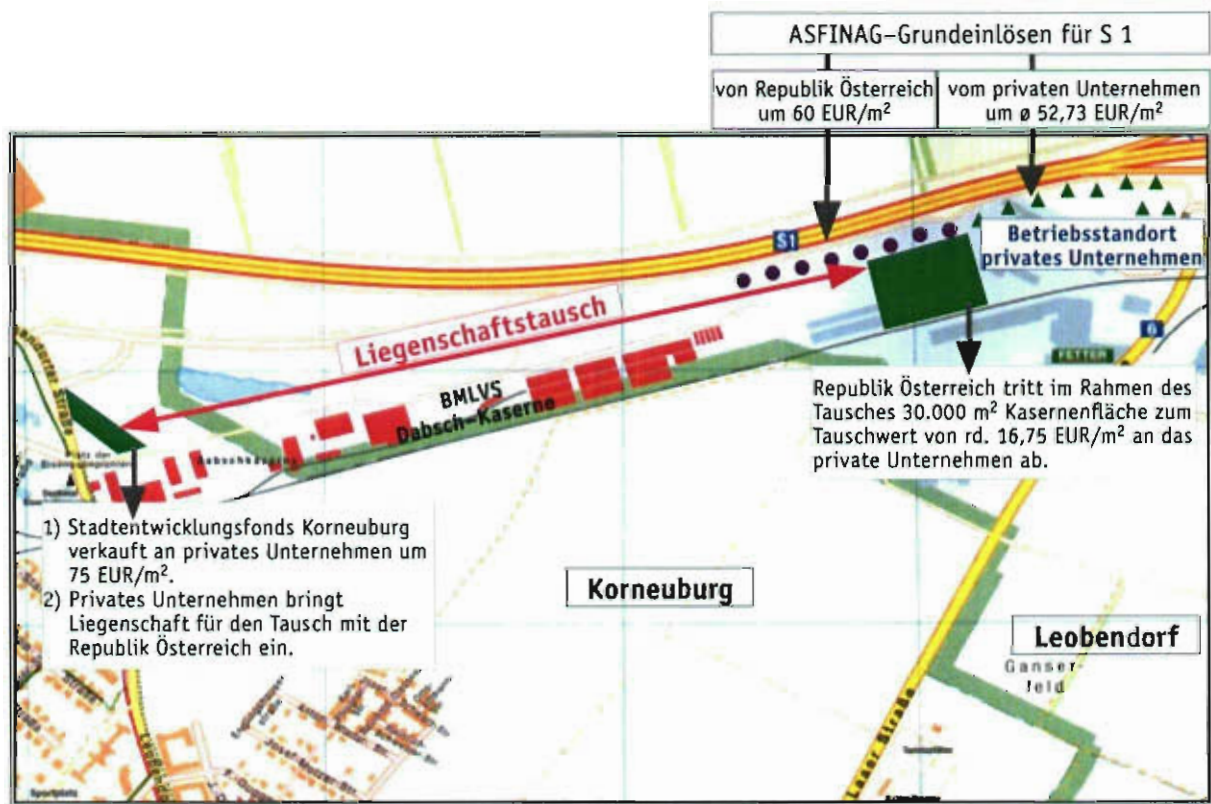 ASFINAG–Grundeinlösen für S 1
von Republik Österreich
um 60 EUR/m²
vom privaten Unternehmen
um ø 52,73 EUR/m²
S1
Betriebsstandort
privates Unternehmen
Liegenschaftstausch
6
FETTER
BMLVS
Dabsch–Kaserne
Republik Österreich tritt im Rahmen des
Tausches 30.000 m² Kasernenfläche zum
Tauschwert von rd. 16,75 EUR/m² an das
private Unternehmen ab.
1) Stadtentwicklungsfonds Korneuburg
verkauft an privates Unternehmen um
75 EUR/m².
2) Privates Unternehmen bringt
Liegenschaft für den Tausch mit der
Republik Österreich ein.
Korneuburg
Leobendorf
Ganser-
feld
Laaer Straße
Sportplatz